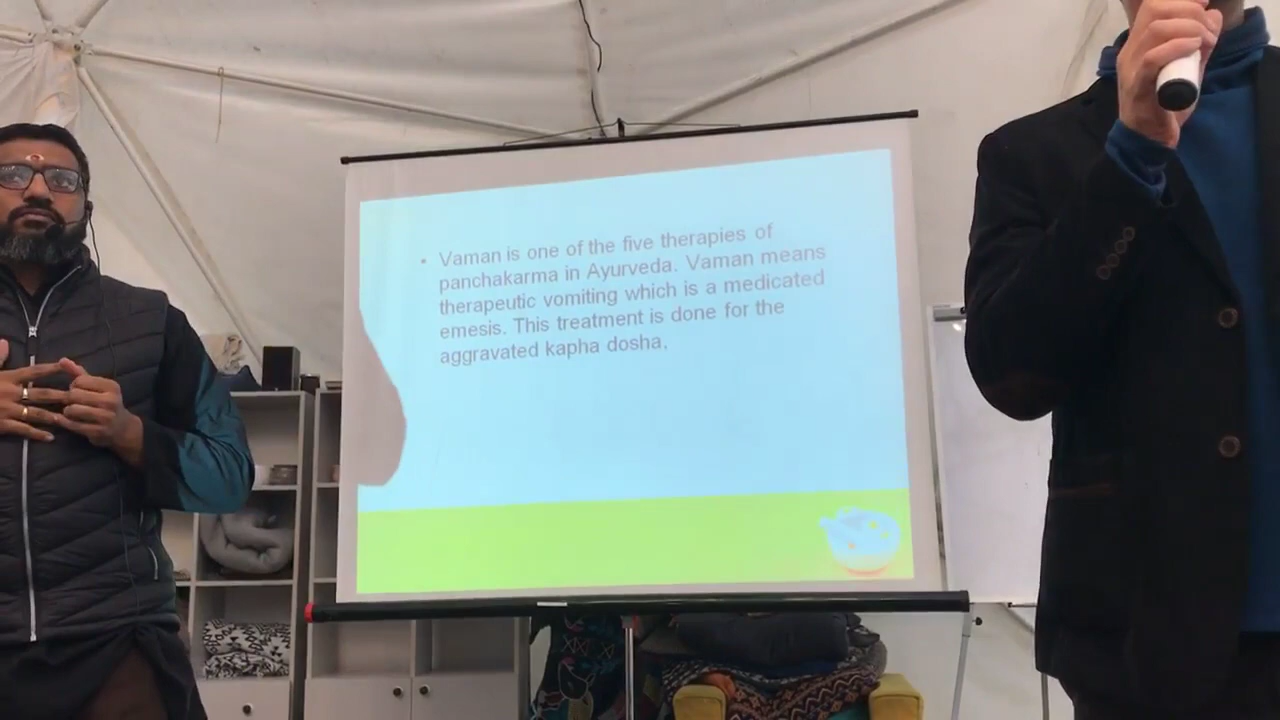 • Vaman is one of the five therapies of
panchakarma in Ayurveda. Vaman means
therapeutic vomiting which is a medicated
emesis. This treatment is done for the
aggravated kapha dosha.